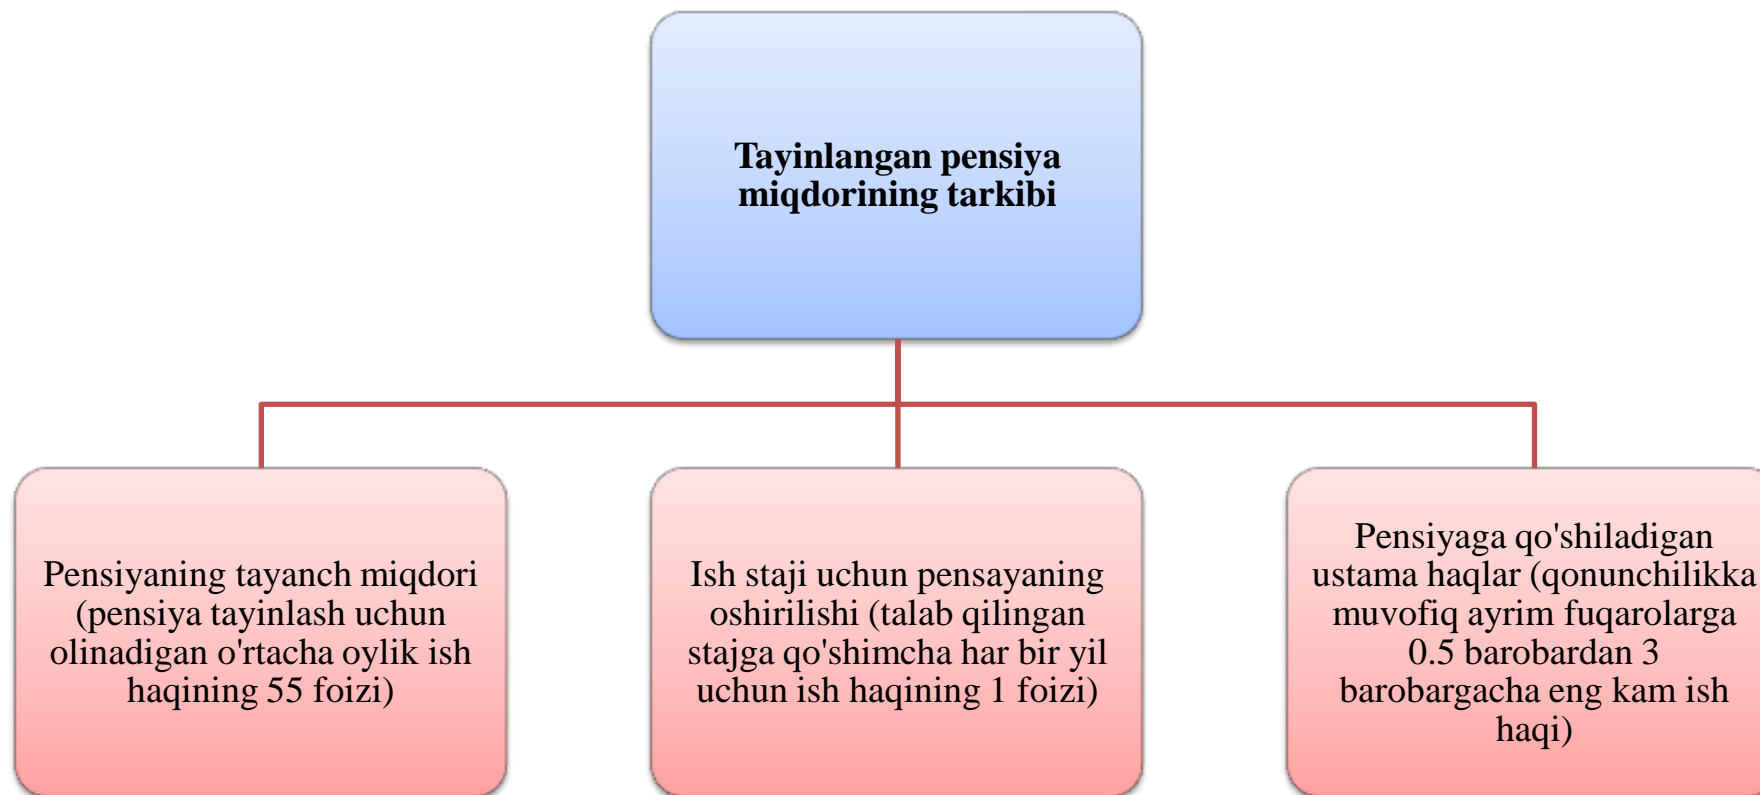 Tayinlangan pensiya
miqdorining tarkibi
Pensiyaning tayanch miqdori
(pensiya tayinlash uchun
olinadigan o'rtacha oylik ish
haqining 55 foizi)
Ish staji uchun pensayaning
oshirilishi (talab qilingan
stajga qo'shimcha har bir yil
uchun ish haqining 1 foizi)
Pensiyaga qo'shiladigan
ustama haqlar (qonunchilikka
muvofiq ayrim fuqarolarga
0.5 barobardan 3
barobargacha eng kam ish
haqi)